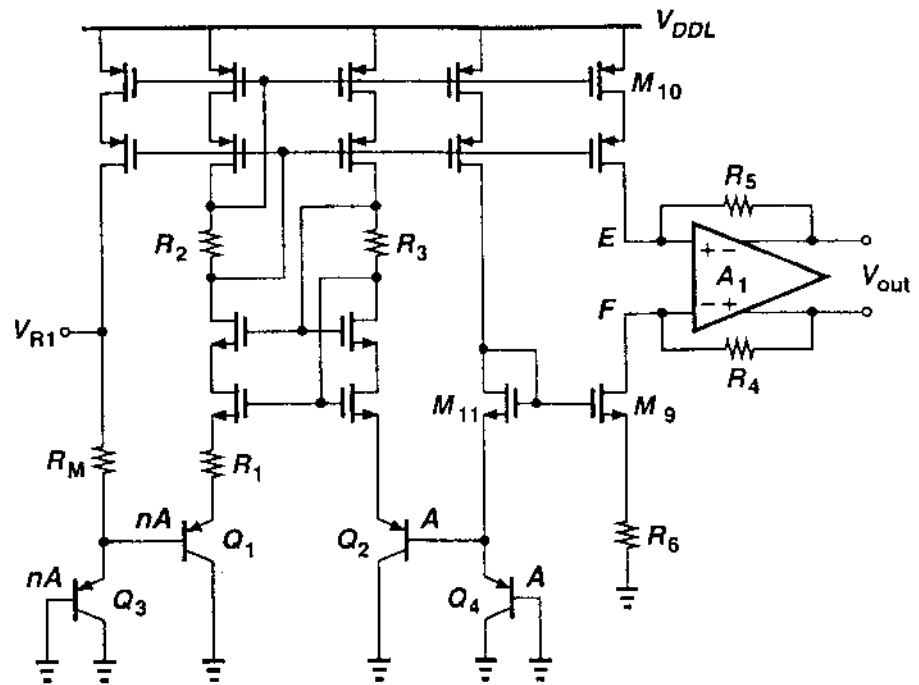 V_DDL
M_10
R_5
R_2
R_3
E
+ −
A_1
V_out
V_R1
F
− +
R_4
M_11
M_9
R_M
R_1
nA
Q_1
Q_2
A
R_6
nA
Q_3
Q_4
A